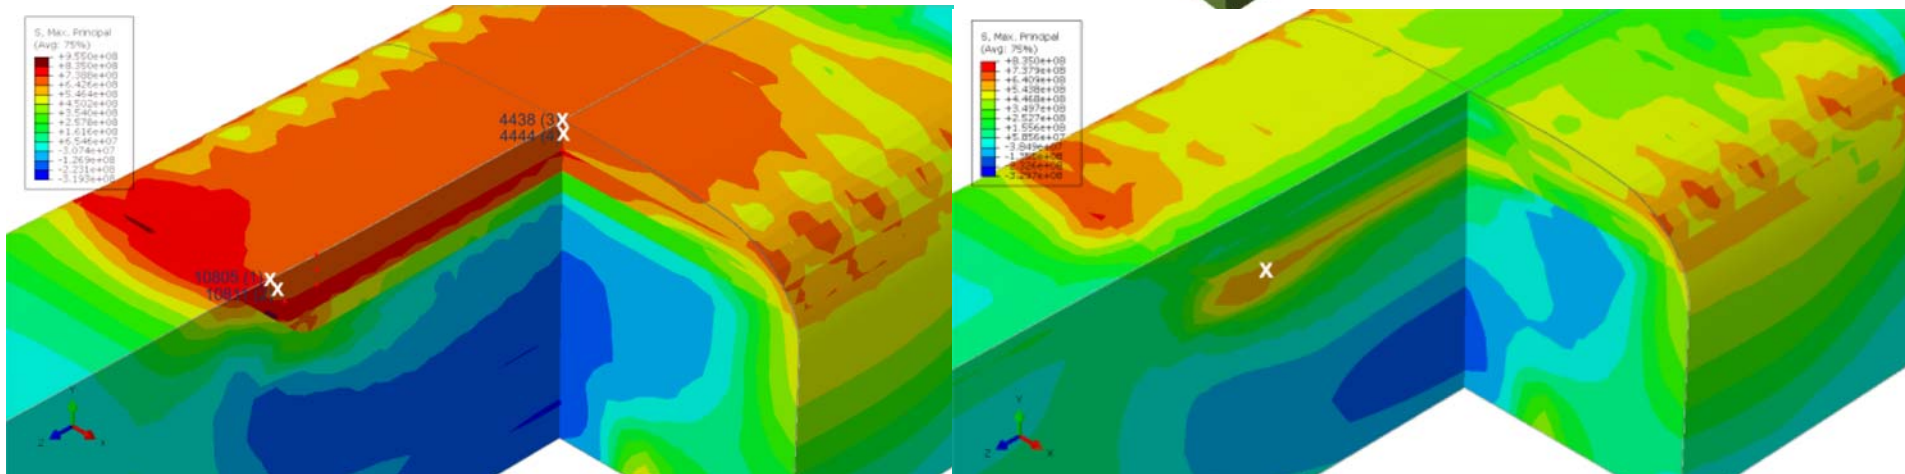 S, Max. Principal
(Avg: 75%)
+9.550e+08
+8.350e+08
+7.388e+08
+6.426e+08
+5.464e+08
+4.502e+08
+3.540e+08
+2.578e+08
+1.616e+08
+6.546e+07
-3.074e+07
-1.269e+08
-2.231e+08
-3.193e+08
4438 (3
4444 (4
10805 (1)
X
X
X
X
Y
Z
X
S, Max. Principal
(Avg: 75%)
+8.350e+08
+7.379e+08
+6.409e+08
+5.438e+08
+4.468e+08
+3.497e+08
+2.527e+08
+1.556e+08
+5.856e+07
-3.849e+07
-3.297e+08
X
Y
Z
X